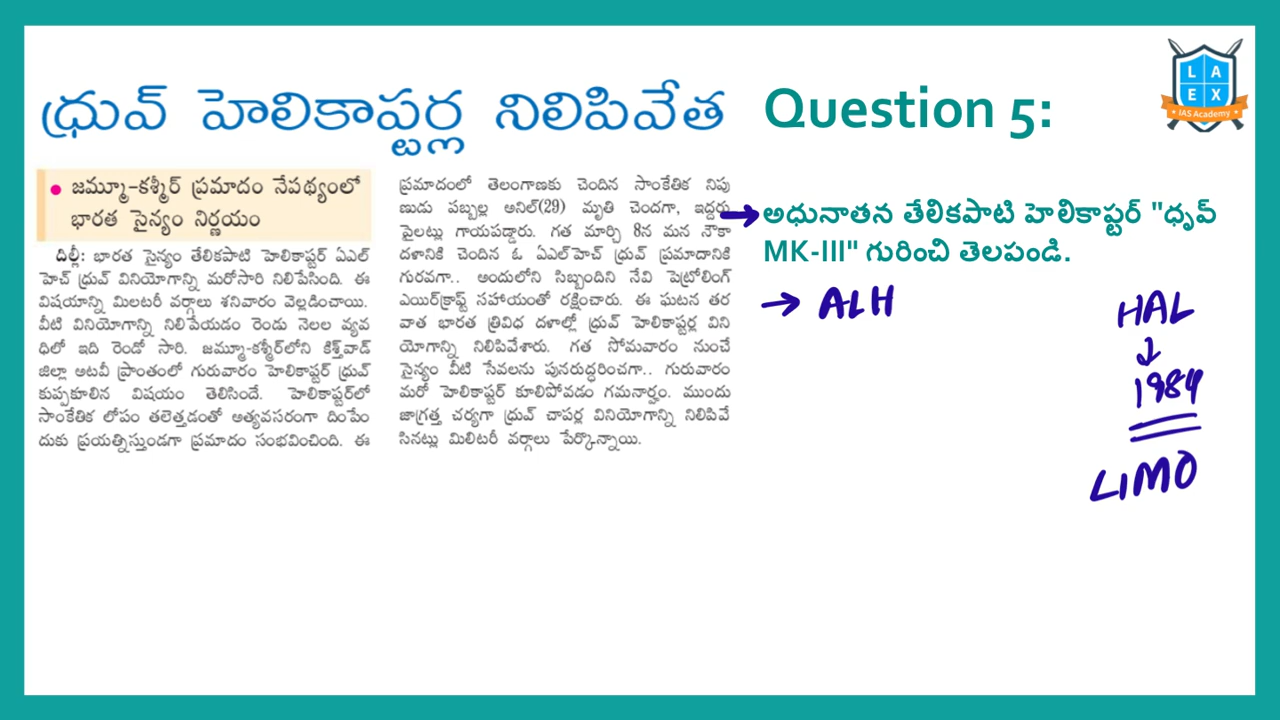 ధ్రువ్ హెలికాప్టర్ల నిలిపివేత
జమ్మూ-కశ్మీర్ ప్రమాదం నేపథ్యంలో
భారత సైన్యం నిర్ణయం
దిల్లీ: భారత సైన్యం తేలికపాటి హెలికాప్టర్ ఏఎల్
హెచ్ ధ్రువ్ వినియోగాన్ని మరోసారి నిలిపేసింది. ఈ
విషయాన్ని మిలటరీ వర్గాలు శనివారం వెల్లడించాయి.
వీటి వినియోగాన్ని నిలిపేయడం రెండు నెలల వ్యవ
ధిలో ఇది రెండో సారి. జమ్మూ-కశ్మీర్‌లోని కిశ్త్‌వాడ్
జిల్లా అటవీ ప్రాంతంలో గురువారం హెలికాప్టర్ ధ్రువ్
కుప్పకూలిన విషయం తెలిసిందే. హెలికాప్టర్‌లో
సాంకేతిక లోపం తలెత్తడంతో అత్యవసరంగా దింపేం
దుకు ప్రయత్నిస్తుండగా ప్రమాదం సంభవించింది. ఈ
ప్రమాదంలో తెలంగాణకు చెందిన సాంకేతిక నిపు
ణుడు పబ్బల్ల అనిల్(29) మృతి చెందగా, ఇద్దరు
పైలట్లు గాయపడ్డారు. గత మార్చి 8న మన నౌకా
దళానికి చెందిన ఓ ఏఎల్‌హెచ్ ధ్రువ్ ప్రమాదానికి
గురవగా.. అందులోని సిబ్బందిని నేవి పెట్రోలింగ్
ఎయిర్‌క్రాఫ్ట్ సహాయంతో రక్షించారు. ఈ ఘటన తర
వాత భారత త్రివిధ దళాల్లో ధ్రువ్ హెలికాప్టర్ల విని
యోగాన్ని నిలిపివేశారు. గత సోమవారం నుంచే
సైన్యం వీటి సేవలను పునరుద్ధరించగా.. గురువారం
మరో హెలికాప్టర్ కూలిపోవడం గమనార్హం. ముందు
జాగ్రత్త చర్యగా ధ్రువ్ చాపర్ల వినియోగాన్ని నిలిపివే
సినట్లు మిలిటరీ వర్గాలు పేర్కొన్నాయి.
Question 5:
అధునాతన తేలికపాటి హెలికాప్టర్ "ధృవ్
MK-III" గురించి తెలపండి.
ALH
HAL
1984
LIMO
L A
E X
IAS Academy